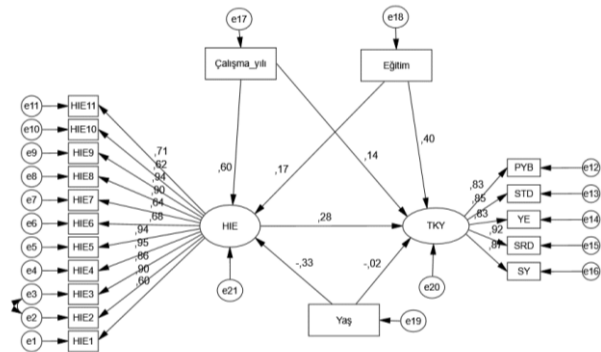 e17
e18
Çalışma_yılı
Eğitim
e11 HIE11
e10 HIE10
e9 HIE9
e8 HIE8
e7 HIE7
e6 HIE6
e5 HIE5
e4 HIE4
e3 HIE3
e2 HIE2
e1 HIE1
,71
,62
,94
,90
,64
,68
,94
,95
,86
,90
,60
,60
,17
,14
,40
HIE
,28
TKY
e21
e20
-,33
-,02
Yaş
e19
,83
,85
,83
,92
PYB e12
STD e13
YE e14
SRD e15
SY e16